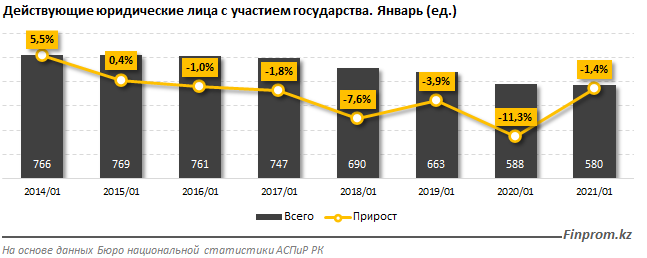 Действующие юридические лица с участием государства. Январь (ед.)
5,5% 0,4% -1,0% -1,8% -7,6% -3,9% -11,3% -1,4%
766 769 761 747 690 663 588 580
2014/01 2015/01 2016/01 2017/01 2018/01 2019/01 2020/01 2021/01
Всего Прирост
Finprom.kz
На основе данных Бюро национальной статистики АСПиР РК